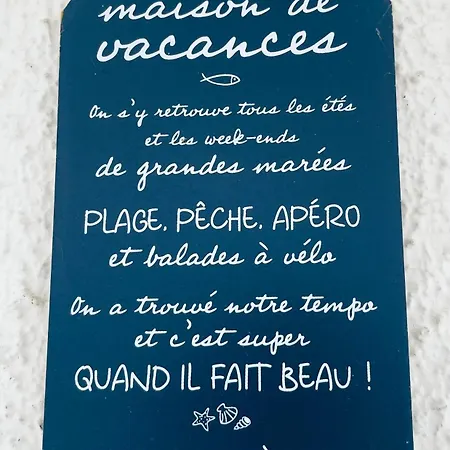 maison de
vacances
On s'y retrouve tous les étés
et les week-ends
de grandes marées
PLAGE, PÊCHE, APÉRO
et balades à vélo
On a trouvé notre tempo
et c'est super
QUAND IL FAIT BEAU !